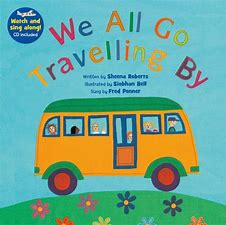 Watch and
sing along!
CD included
We All Go
Travelling By
Written by Sheena Roberts
Illustrated by Siobhan Bell
Sung by Fred Penner